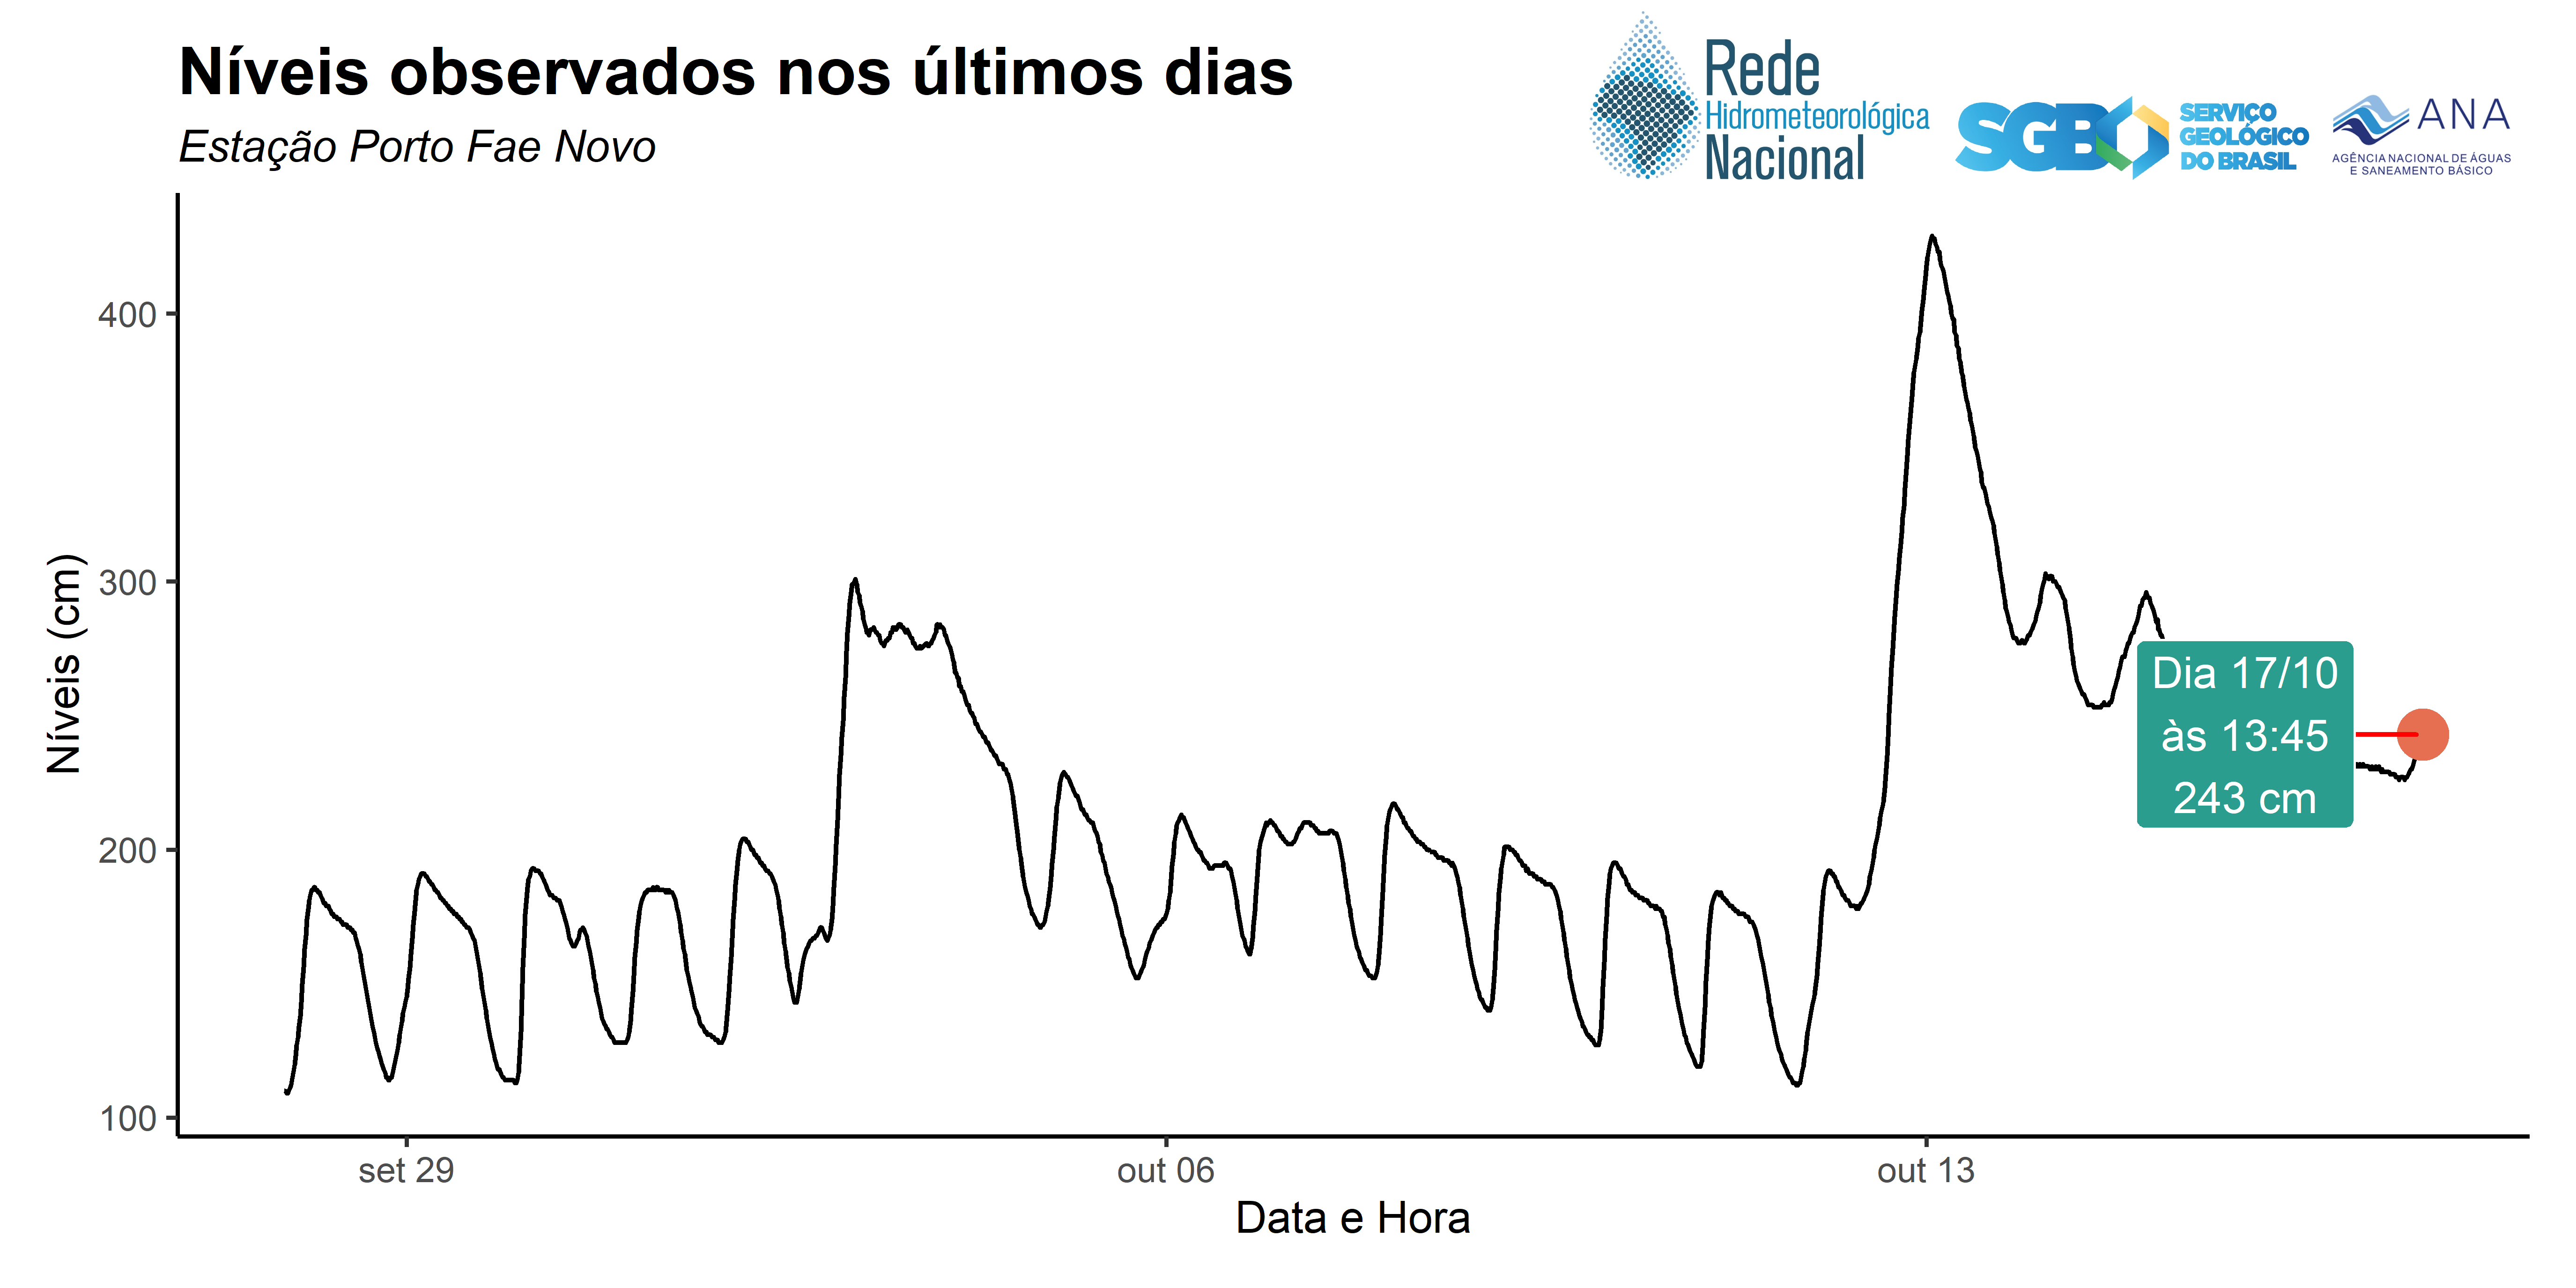 Níveis observados nos últimos dias
Estação Porto Fae Novo
Rede
Hidrometeorológica
Nacional
SGB
SERVIÇO
GEOLÓGICO
DO BRASIL
ANA
AGÊNCIA NACIONAL DE ÁGUAS
E SANEAMENTO BÁSICO
Níveis (cm)
400
300
200
100
Dia 17/10
às 13:45
243 cm
set 29
out 06
out 13
Data e Hora